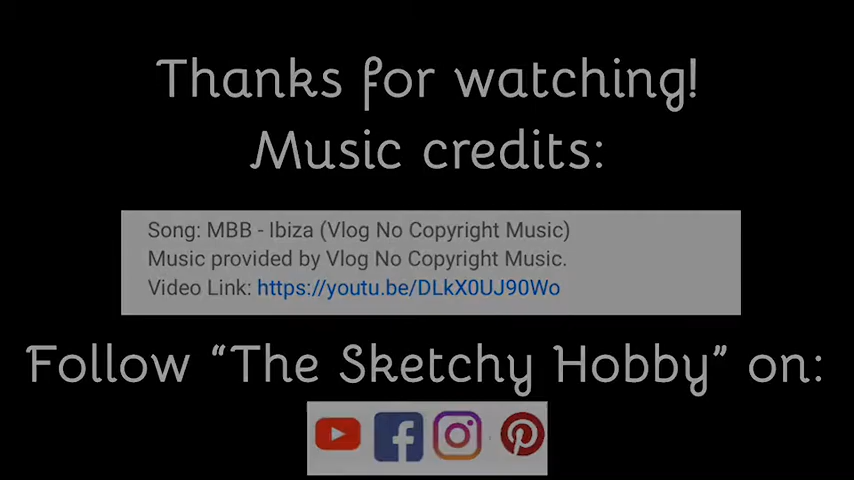 Thanks for watching!
Music credits:
Song: MBB - Ibiza (Vlog No Copyright Music)
Music provided by Vlog No Copyright Music.
Video Link: https://youtu.be/DLkX0UJ90Wo
Follow “The Sketchy Hobby” on: